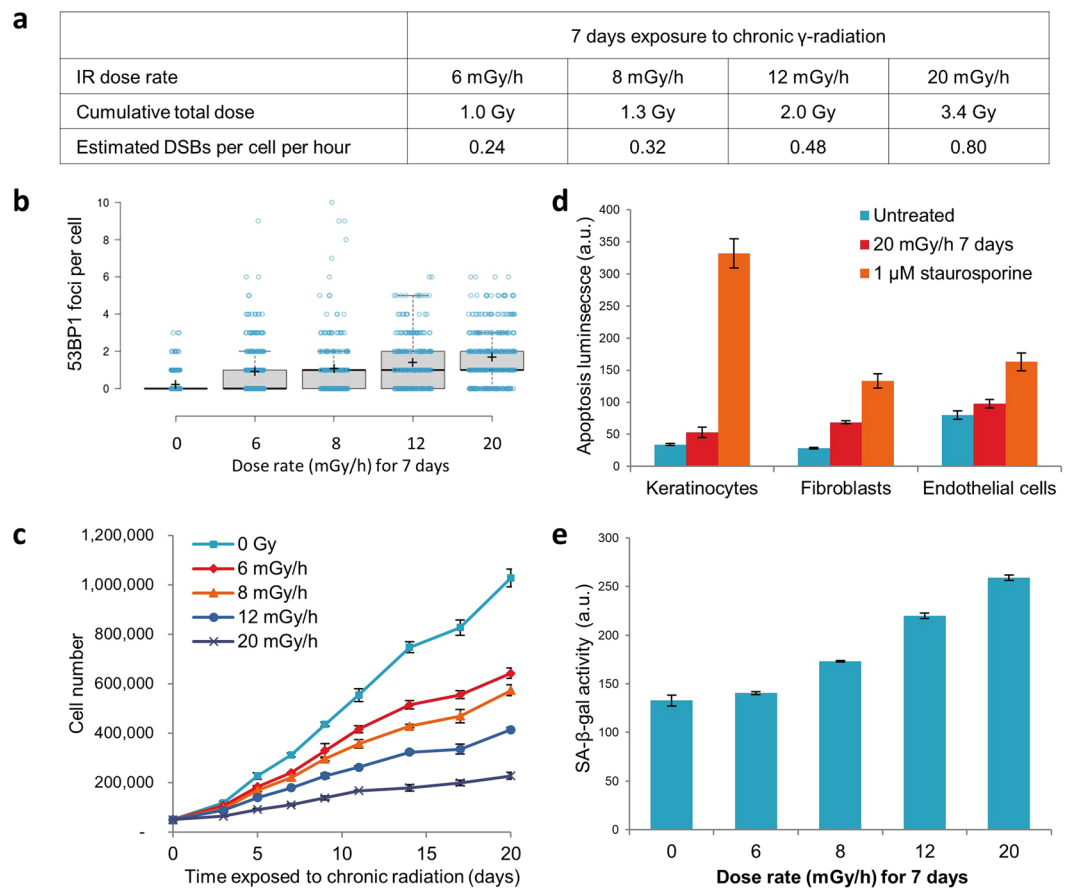 a
7 days exposure to chronic γ-radiation
IR dose rate 6 mGy/h 8 mGy/h 12 mGy/h 20 mGy/h
Cumulative total dose 1.0 Gy 1.3 Gy 2.0 Gy 3.4 Gy
Estimated DSBs per cell per hour 0.24 0.32 0.48 0.80
b
53BP1 foci per cell
10
8
6
4
2
0
0 6 8 12 20
Dose rate (mGy/h) for 7 days
d
Apoptosis luminsecsce (a.u.)
400
350
300
250
200
150
100
50
0
Untreated
20 mGy/h 7 days
1 µM staurosporine
Keratinocytes Fibroblasts Endothelial cells
c
Cell number
1,200,000
1,000,000
800,000
600,000
400,000
200,000
-
0 Gy
6 mGy/h
8 mGy/h
12 mGy/h
20 mGy/h
0 5 10 15 20
Time exposed to chronic radiation (days)
e
SA-β-gal activity (a.u.)
300
250
200
150
100
50
0
0 6 8 12 20
Dose rate (mGy/h) for 7 days